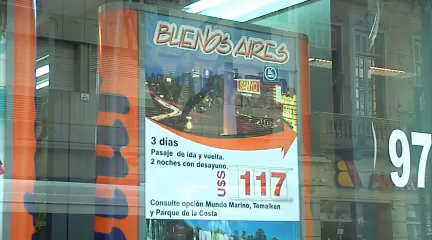 BUENOS AIRES
SANYO
3 días
Pasaje de ida y vuelta.
2 noches con desayuno.
U$S 117
Consulte opción Mundo Marino, Temaiken
y Parque de la Costa
97